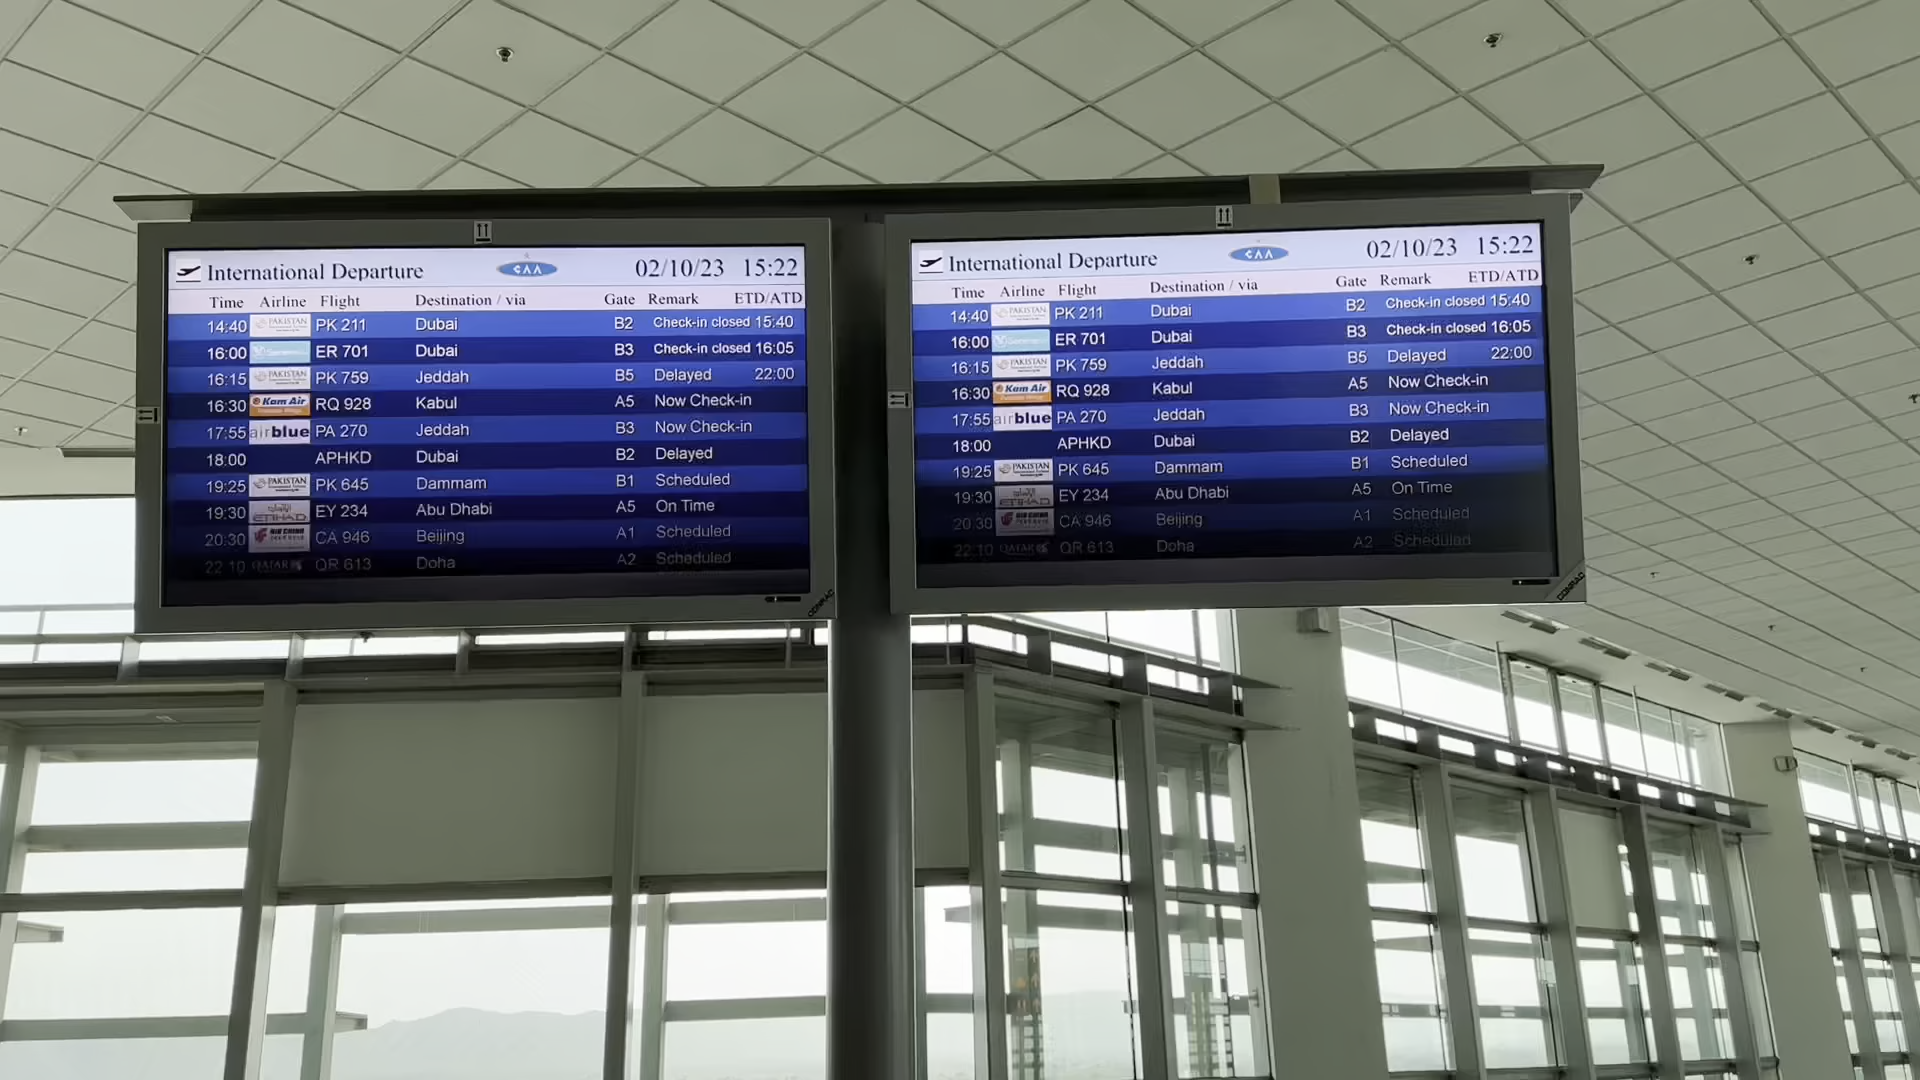 International Departure CAA 02/10/23 15:22
Time Airline Flight Destination / via Gate Remark ETD/ATD
14:40 PAKISTAN PK 211 Dubai B2 Check-in closed 15:40
16:00 ER 701 Dubai B3 Check-in closed 16:05
16:15 PAKISTAN PK 759 Jeddah B5 Delayed 22:00
16:30 Kam Air RQ 928 Kabul A5 Now Check-in
17:55 airblue PA 270 Jeddah B3 Now Check-in
18:00 APHKD Dubai B2 Delayed
19:25 PAKISTAN PK 645 Dammam B1 Scheduled
19:30 ETIHAD EY 234 Abu Dhabi A5 On Time
20:30 AIR CHINA CA 946 Beijing A1 Scheduled
22:10 QATAR QR 613 Doha A2 Scheduled
CONRAC
International Departure CAA 02/10/23 15:22
Time Airline Flight Destination / via Gate Remark ETD/ATD
14:40 PAKISTAN PK 211 Dubai B2 Check-in closed 15:40
16:00 ER 701 Dubai B3 Check-in closed 16:05
16:15 PAKISTAN PK 759 Jeddah B5 Delayed 22:00
16:30 Kam Air RQ 928 Kabul A5 Now Check-in
17:55 airblue PA 270 Jeddah B3 Now Check-in
18:00 APHKD Dubai B2 Delayed
19:25 PAKISTAN PK 645 Dammam B1 Scheduled
19:30 ETIHAD EY 234 Abu Dhabi A5 On Time
20:30 AIR CHINA CA 946 Beijing A1 Scheduled
22:10 QATAR QR 613 Doha A2 Scheduled
CONRAC